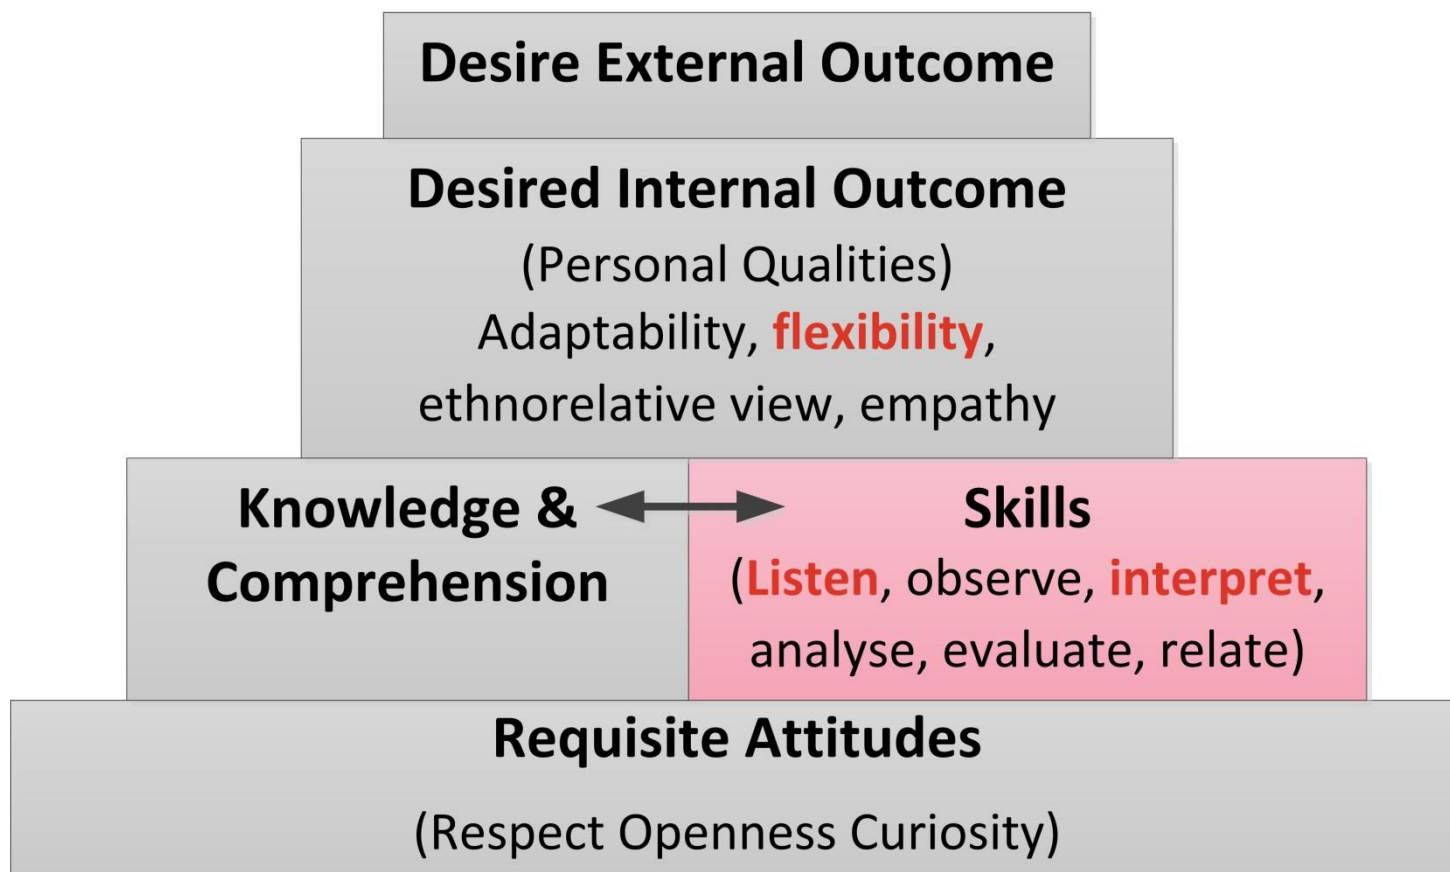 Desire External Outcome
Desired Internal Outcome
(Personal Qualities)
Adaptability, flexibility,
ethnorelative view, empathy
Knowledge &
Comprehension
Skills
(Listen, observe, interpret,
analyse, evaluate, relate)
Requisite Attitudes
(Respect Openness Curiosity)